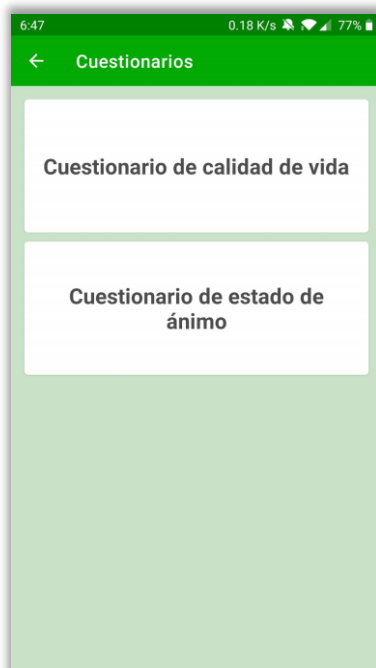 6:47 0.18 K/s 77%
Cuestionarios
Cuestionario de calidad de vida
Cuestionario de estado de
ánimo